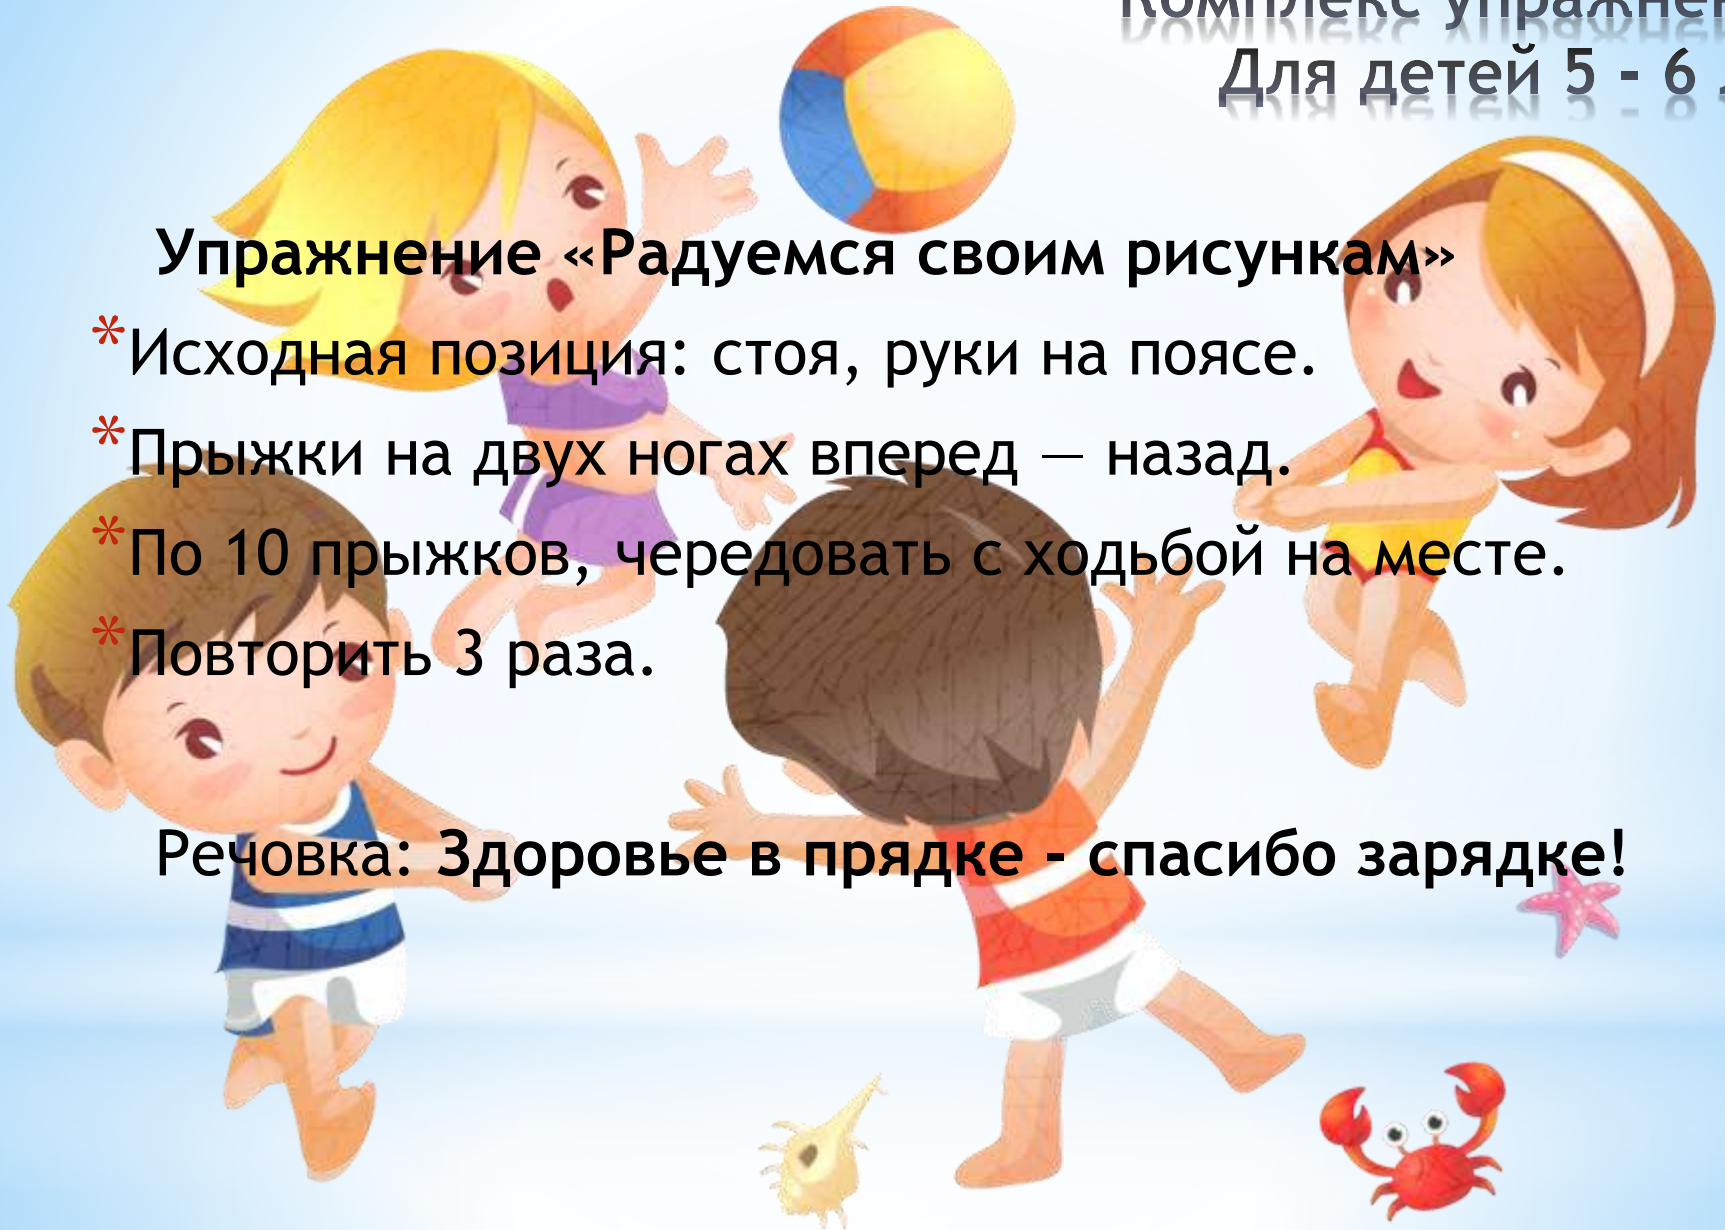 Комплекс
Для детей 5 - 6
Упражнение «Радуемся своим рисункам»
*Исходная позиция: стоя, руки на поясе.
*Прыжки на двух ногах вперед — назад.
*По 10 прыжков, чередовать с ходьбой на месте.
*Повторить 3 раза.
Речовка: Здоровье в прядке - спасибо зарядке!